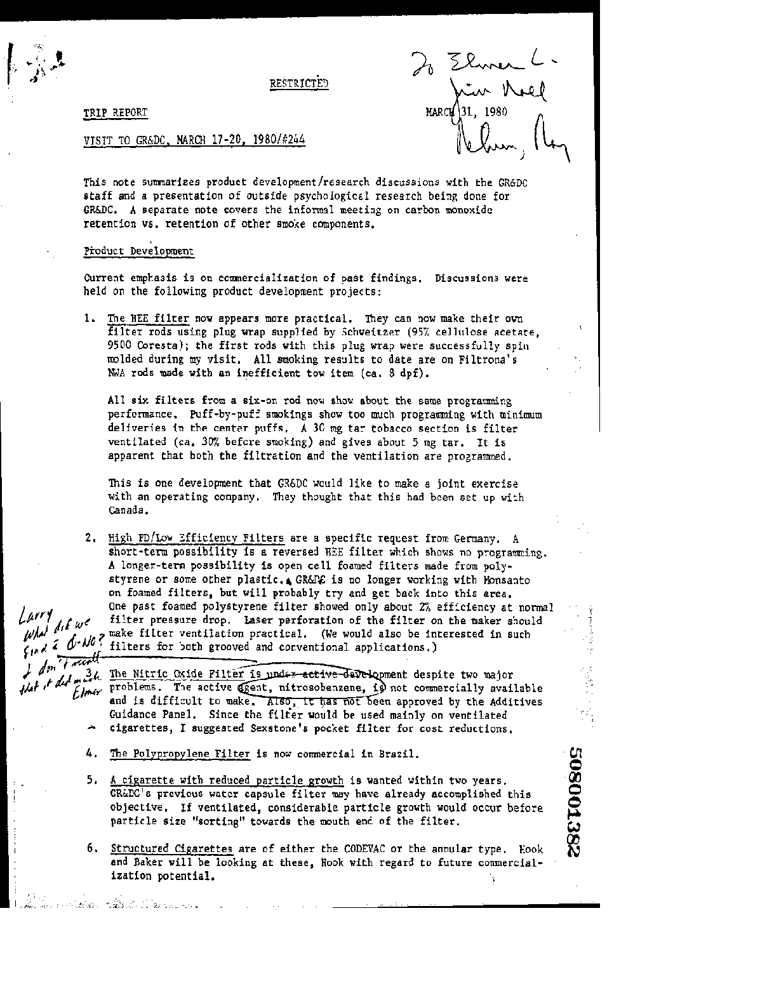 To Elmer L.
RESTRICTED
Jim Noel
TRIP REPORT
MARCH 31, 1980
VISIT TO GR&DC, MARCH 17-20, 1980/#244
This note summarizes product development/research discussions with the GR&DC
staff and a presentation of outside psychological research being done for
GR&DC. A separate note covers the informal meeting on carbon monoxide
retention vs. retention of other smoke components.
Product Development
Current emphasis is on commercialization of past findings. Discussions were
held on the following product development projects:
1. The HEE filter now appears more practical. They can now make their own
filter rods using plug wrap supplied by Schweitzer (95% cellulose acetate,
9500 Coresta); the first rods with this plug wrap were successfully spin
molded during my visit. All smoking results to date are on Filtrona's
NWA rods made with an inefficient tow item (ca. 8 dpf).
All six filters from a six-on rod now show about the same programming
performance. Puff-by-puff smokings show too much programming with minimum
deliveries in the center puffs. A 30 mg tar tobacco section is filter
ventilated (ca. 30% before smoking) and gives about 5 mg tar. It is
apparent that both the filtration and the ventilation are programmed.
This is one development that GR&DC would like to make a joint exercise
with an operating company. They thought that this had been set up with
Canada.
2. High PD/Low Efficiency Filters are a specific request from Germany. A
short-term possibility is a reversed HEE filter which shows no programming.
A longer-term possibility is open cell foamed filters made from poly-
styrene or some other plastic. GR&DC is no longer working with Monsanto
on foamed filters, but will probably try and get back into this area.
One past foamed polystyrene filter showed only about 2% efficiency at normal
filter pressure drop. Laser perforation of the filter on the maker should
make filter ventilation practical. (We would also be interested in such
filters for both grooved and conventional applications.)
Larry
What did we
find
I don't recall
that it did much
Elmer
3. The Nitric Oxide Filter is under active development despite two major
problems. The active agent, nitrosobenzene, is not commercially available
and is difficult to make. Also, it has not been approved by the Additives
Guidance Panel. Since the filter would be used mainly on ventilated
cigarettes, I suggested Sexstone's pocket filter for cost reductions.
4. The Polypropylene Filter is now commercial in Brazil.
5. A cigarette with reduced particle growth is wanted within two years.
GR&DC's previous water capsule filter may have already accomplished this
objective. If ventilated, considerable particle growth would occur before
particle size "sorting" towards the mouth end of the filter.
6. Structured Cigarettes are of either the CODEVAC or the annular type. Hook
and Baker will be looking at these, Hook with regard to future commercial-
ization potential.
508001382